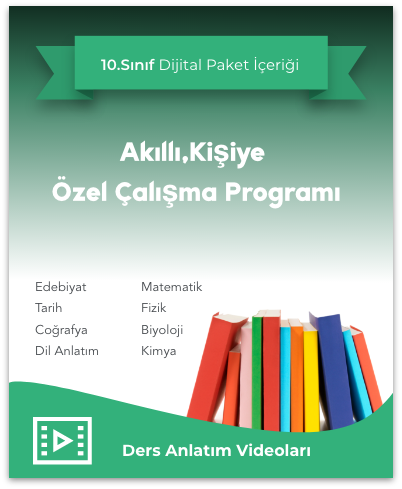 10.Sınıf Dijital Paket İçeriği
Akıllı,Kişiye
Özel Çalışma Programı
Edebiyat
Tarih
Coğrafya
Dil Anlatım
Matematik
Fizik
Biyoloji
Kimya
Ders Anlatım Videoları